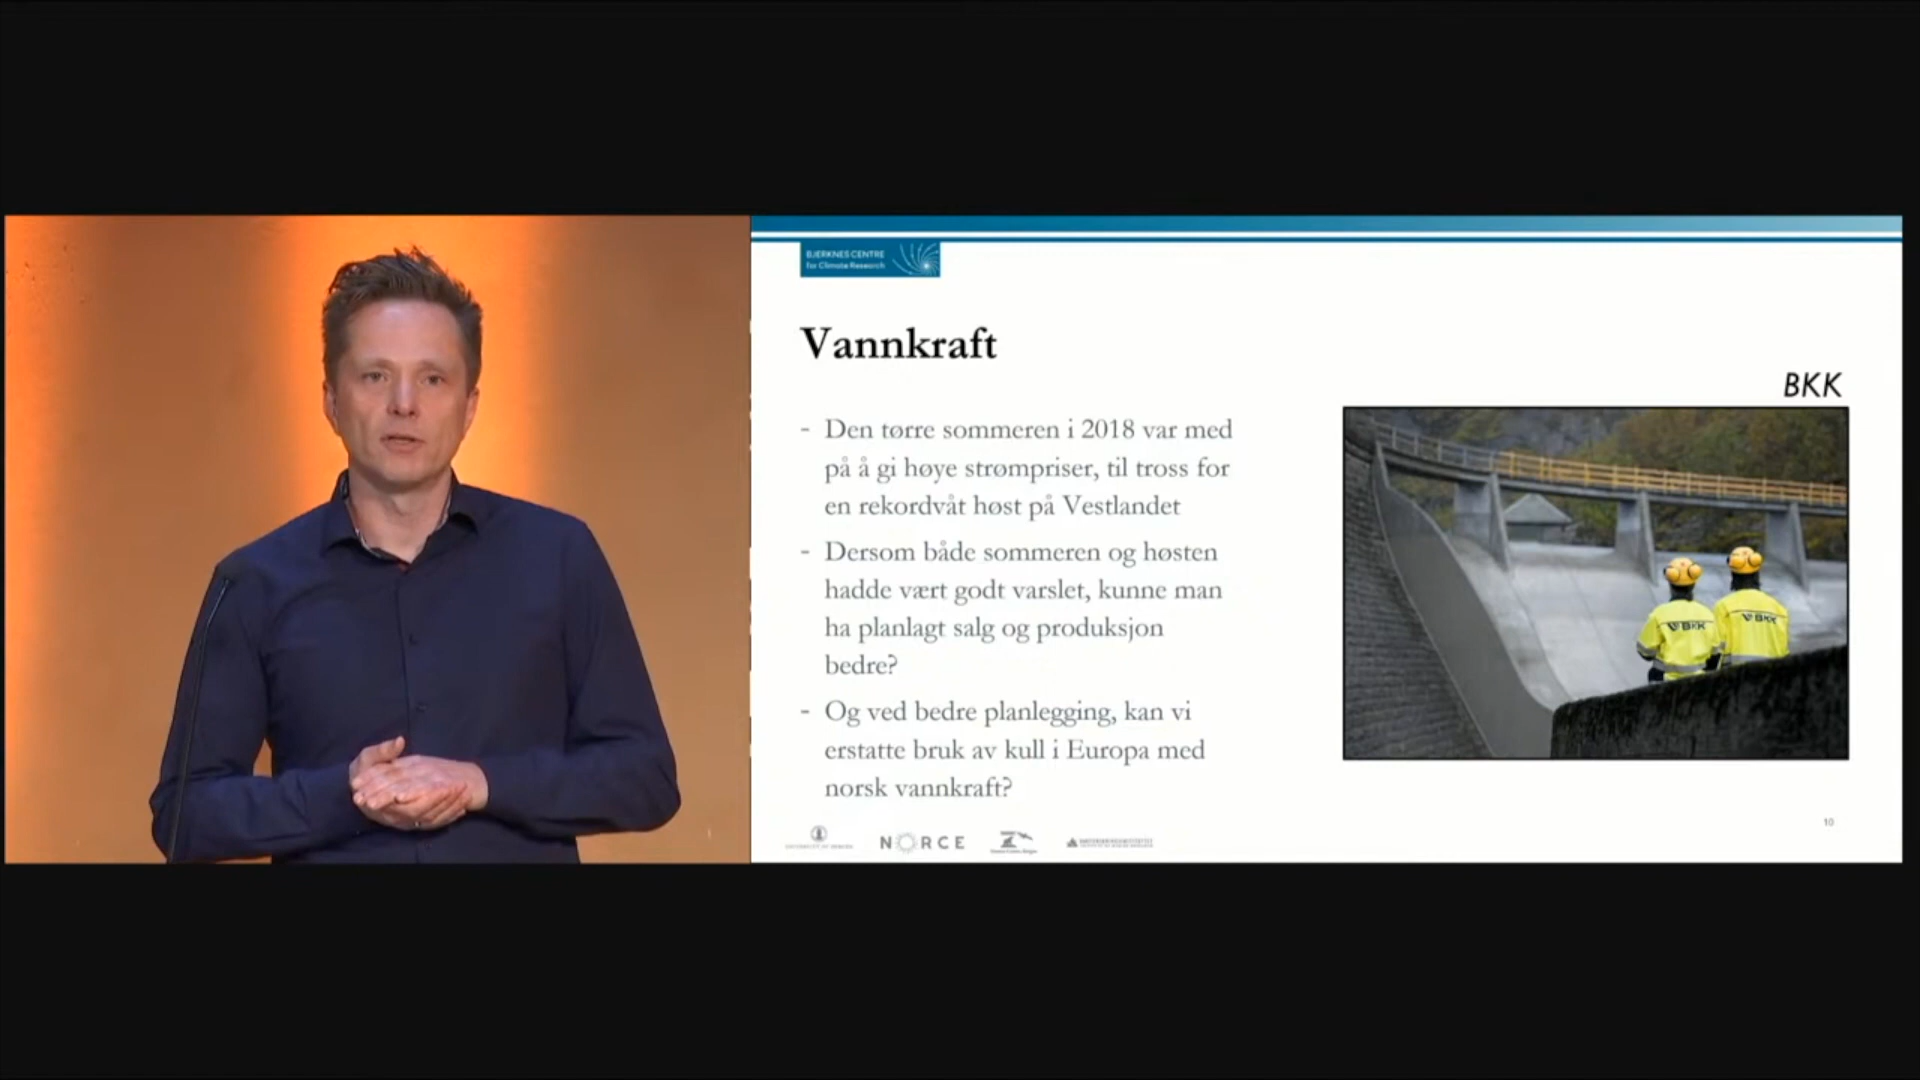 BJERKNES CENTRE
for Climate Research
Vannkraft
BKK
- Den tørre sommeren i 2018 var med
på å gi høye strømpriser, til tross for
en rekordvåt høst på Vestlandet
- Dersom både sommeren og høsten
hadde vært godt varslet, kunne man
ha planlagt salg og produksjon
bedre?
- Og ved bedre planlegging, kan vi
erstatte bruk av kull i Europa med
norsk vannkraft?
BKK
BKK
10
UNIVERSITY OF BERGEN
NORCE